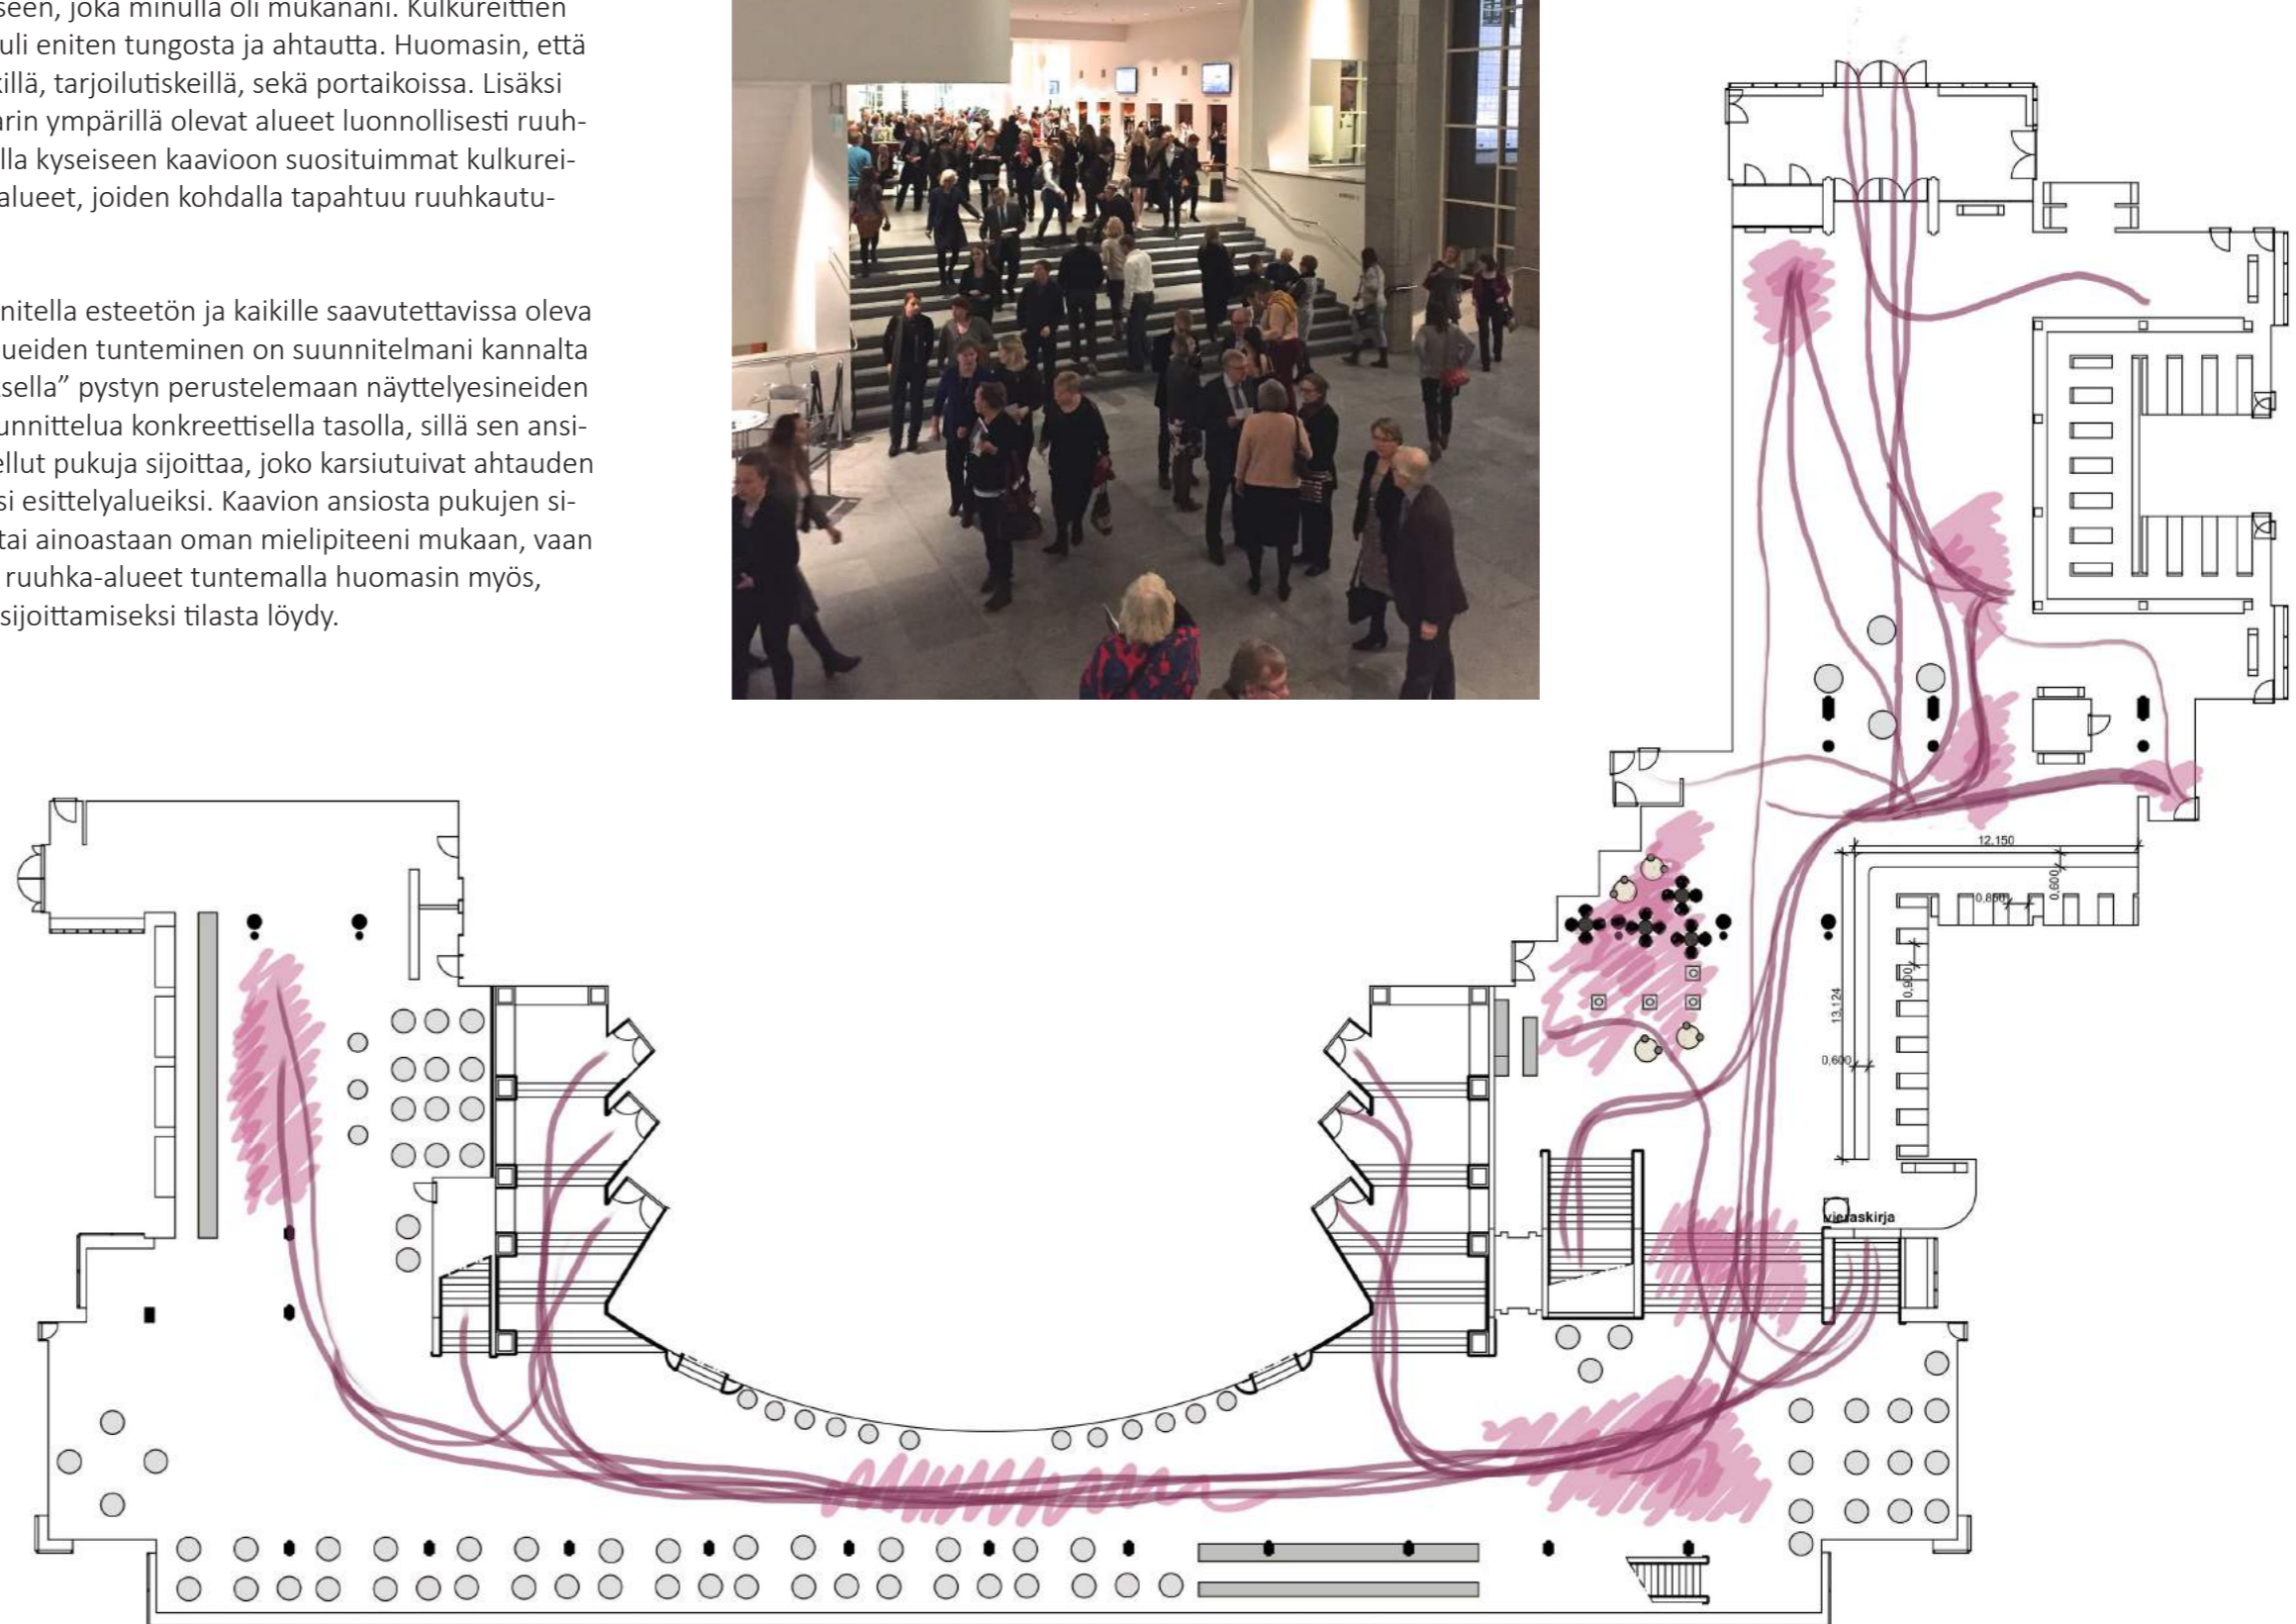 seen, joka minulla oli mukanani. Kulkureittien
uli eniten tungosta ja ahtautta. Huomasin, että
killä, tarjoilutiskeillä, sekä portaikoissa. Lisäksi
arin ympärillä olevat alueet luonnollisesti ruuh-
lla kyseiseen kaavioon suosituimmat kulkurei-
alueet, joiden kohdalla tapahtuu ruuhkautu-
nitella esteetön ja kaikille saavutettavissa oleva
ueiden tunteminen on suunnitelmani kannalta
sella” pystyn perustelemaan näyttelyesineiden
unnittelua konkreettisella tasolla, sillä sen ansi-
ellut pukuja sijoittaa, joko karsiutuivat ahtauden
si esittelyalueiksi. Kaavion ansiosta pukujen si-
tai ainoastaan oman mielipiteeni mukaan, vaan
ruuhka-alueet tuntemalla huomasin myös,
sijoittamiseksi tilasta löydy.
12,150
0,600
0,850
0,900
13,124
0,600
vieraskirja